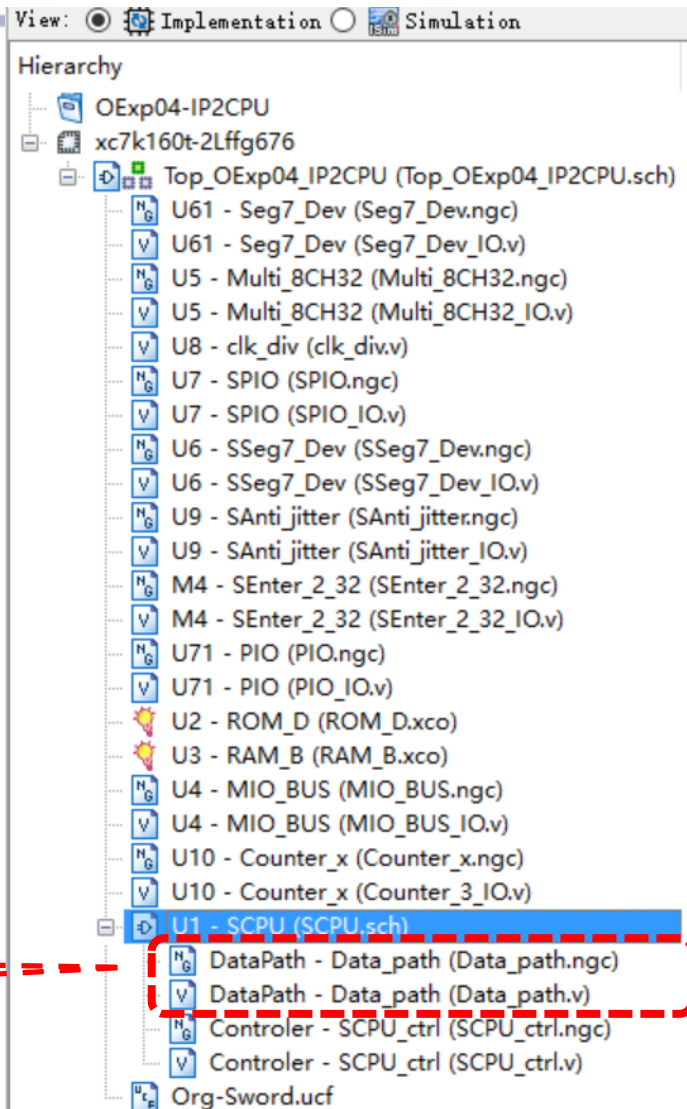 View: Implementation Simulation
Hierarchy
OExp04-IP2CPU
xc7k160t-2Lffg676
Top_OExp04_IP2CPU (Top_OExp04_IP2CPU.sch)
U61 - Seg7_Dev (Seg7_Dev.ngc)
U61 - Seg7_Dev (Seg7_Dev_IO.v)
U5 - Multi_8CH32 (Multi_8CH32.ngc)
U5 - Multi_8CH32 (Multi_8CH32_IO.v)
U8 - clk_div (clk_div.v)
U7 - SPIO (SPIO.ngc)
U7 - SPIO (SPIO_IO.v)
U6 - SSeg7_Dev (SSeg7_Dev.ngc)
U6 - SSeg7_Dev (SSeg7_Dev_IO.v)
U9 - SAnti_jitter (SAnti_jitter.ngc)
U9 - SAnti_jitter (SAnti_jitter_IO.v)
M4 - SEnter_2_32 (SEnter_2_32.ngc)
M4 - SEnter_2_32 (SEnter_2_32_IO.v)
U71 - PIO (PIO.ngc)
U71 - PIO (PIO_IO.v)
U2 - ROM_D (ROM_D.xco)
U3 - RAM_B (RAM_B.xco)
U4 - MIO_BUS (MIO_BUS.ngc)
U4 - MIO_BUS (MIO_BUS_IO.v)
U10 - Counter_x (Counter_x.ngc)
U10 - Counter_x (Counter_3_IO.v)
U1 - SCPU (SCPU.sch)
DataPath - Data_path (Data_path.ngc)
DataPath - Data_path (Data_path.v)
Controler - SCPU_ctrl (SCPU_ctrl.ngc)
Controler - SCPU_ctrl (SCPU_ctrl.v)
Org-Sword.ucf